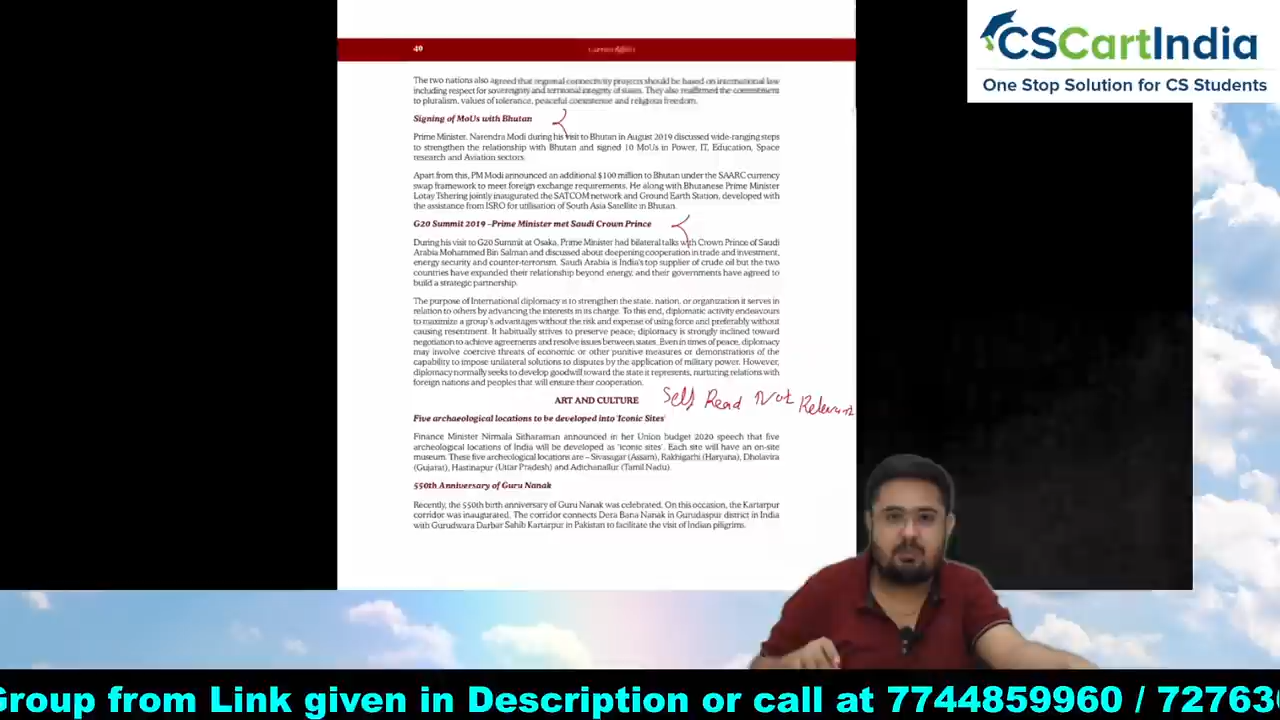 CSCartIndia
One Stop Solution for CS Students
40
Current Affairs
The two nations also agreed that regional connectivity projects should be based on international law
including respect for sovereignty and territorial integrity of states. They also reaffirmed the commitment
to pluralism, values of tolerance, peaceful coexistence and religious freedom.
Signing of MoUs with Bhutan
Prime Minister, Narendra Modi during his visit to Bhutan in August 2019 discussed wide-ranging steps
to strengthen the relationship with Bhutan and signed 10 MoUs in Power, IT, Education, Space
research and Aviation sectors.
Apart from this, PM Modi announced an additional $100 million to Bhutan under the SAARC currency
swap framework to meet foreign exchange requirements. He along with Bhutanese Prime Minister
Lotay Tshering jointly inaugurated the SATCOM network and Ground Earth Station, developed with
the assistance from ISRO for utilisation of South Asia Satellite in Bhutan.
G20 Summit 2019 –Prime Minister met Saudi Crown Prince
During his visit to G20 Summit at Osaka, Prime Minister had bilateral talks with Crown Prince of Saudi
Arabia Mohammed Bin Salman and discussed about deepening cooperation in trade and investment,
energy security and counter-terrorism. Saudi Arabia is India's top supplier of crude oil but the two
countries have expanded their relationship beyond energy, and their governments have agreed to
build a strategic partnership.
The purpose of International diplomacy is to strengthen the state, nation, or organization it serves in
relation to others by advancing the interests in its charge. To this end, diplomatic activity endeavours
to maximize a group's advantages without the risk and expense of using force and preferably without
causing resentment. It habitually strives to preserve peace; diplomacy is strongly inclined toward
negotiation to achieve agreements and resolve issues between states. Even in times of peace, diplomacy
may involve coercive threats of economic or other punitive measures or demonstrations of the
capability to impose unilateral solutions to disputes by the application of military power. However,
diplomacy normally seeks to develop goodwill toward the state it represents, nurturing relations with
foreign nations and peoples that will ensure their cooperation.
ART AND CULTURE Self Read Not Relevant
Five archaeological locations to be developed into 'Iconic Sites'
Finance Minister Nirmala Sitharaman announced in her Union budget 2020 speech that five
archeological locations of India will be developed as 'iconic sites'. Each site will have an on-site
museum. These five archeological locations are – Sivasagar (Assam), Rakhigarhi (Haryana), Dholavira
(Gujarat), Hastinapur (Uttar Pradesh) and Adichanallur (Tamil Nadu).
550th Anniversary of Guru Nanak
Recently, the 550th birth anniversary of Guru Nanak was celebrated. On this occasion, the Kartarpur
corridor was inaugurated. The corridor connects Dera Bana Nanak in Gurudaspur district in India
with Gurudwara Darbar Sahib Kartarpur in Pakistan to facilitate the visit of Indian pilgrims.
Group from Link given in Description or call at 7744859960 / 72763